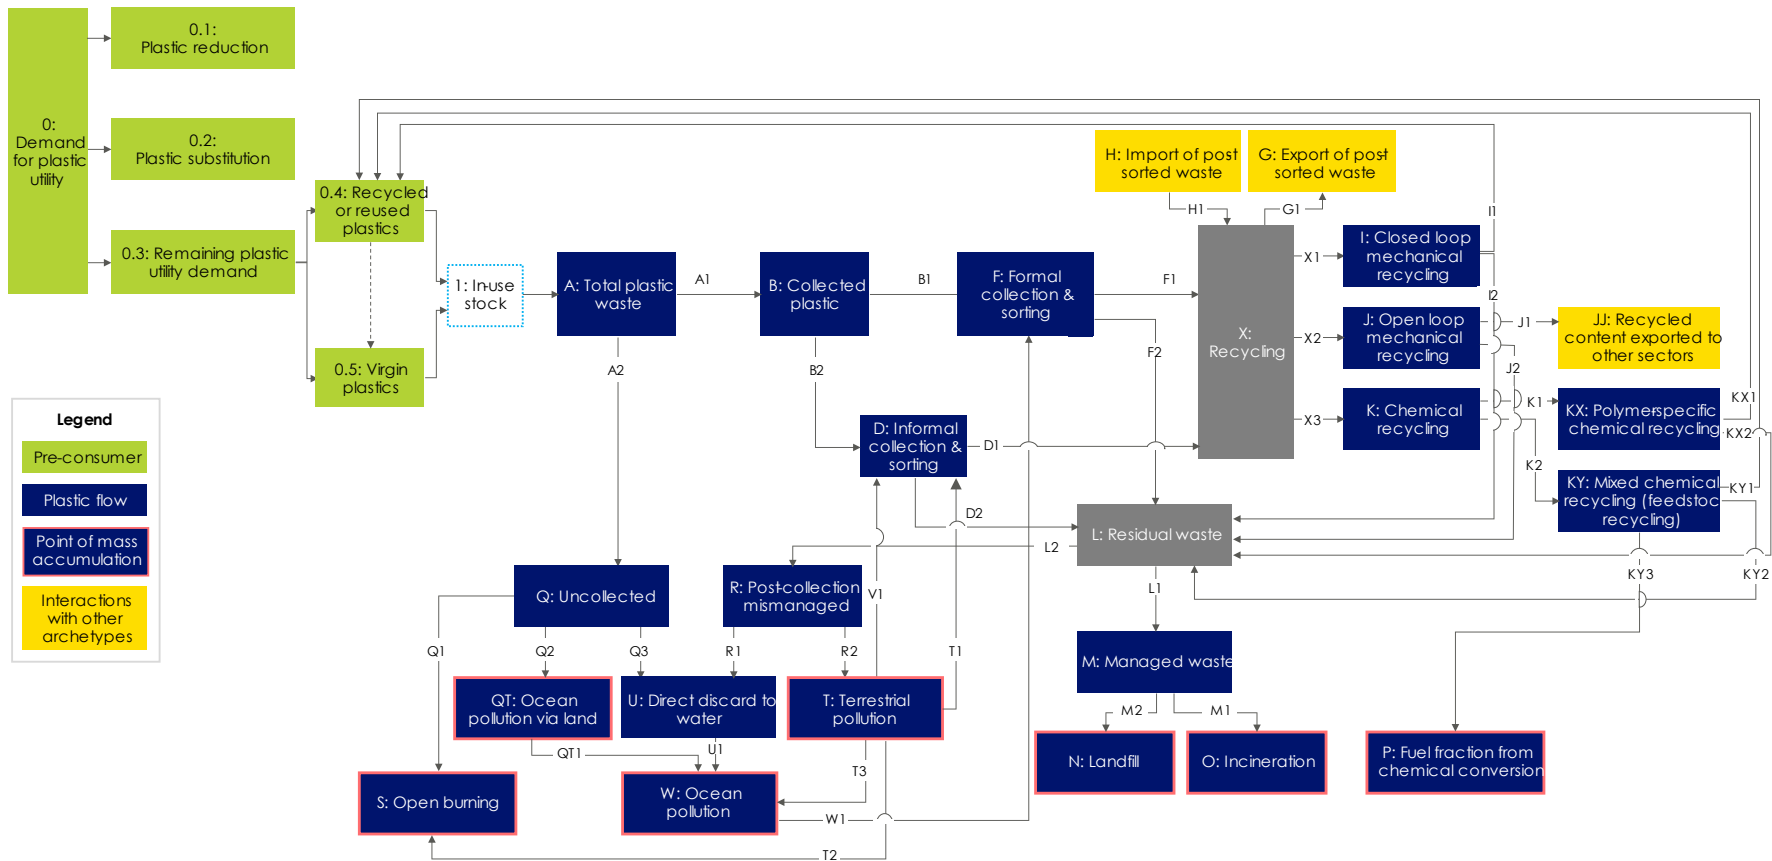 0:
Demand
for plastic
utility
0.1:
Plastic reduction
0.2:
Plastic substitution
0.3: Remaining plastic
utility demand
0.4: Recycled
or reused
plastics
0.5: Virgin
plastics
1: In-use
stock
A: Total plastic
waste
A1
A2
B: Collected
plastic
B1
B2
F: Formal
collection &
sorting
F1
F2
D: Informal
collection &
sorting
D1
D2
H: Import of post
sorted waste
G: Export of post-
sorted waste
H1
G1
X:
Recycling
X1
X2
X3
I: Closed loop
mechanical
recycling
I1
I2
J: Open loop
mechanical
recycling
J1
J2
JJ: Recycled
content exported to
other sectors
K: Chemical
recycling
K1
K2
KX: Polymer-specific
chemical recycling
KX1
KX2
KY: Mixed chemical
recycling (feedstoc
recycling)
KY1
KY2
KY3
L: Residual waste
L1
L2
Q: Uncollected
Q1
Q2
Q3
R: Post-collection
mismanaged
R1
R2
V1
T1
QT: Ocean
pollution via land
QT1
U: Direct discard to
water
U1
T: Terrestrial
pollution
T3
T2
S: Open burning
W: Ocean
pollution
W1
M: Managed waste
M2
M1
N: Landfill
O: Incineration
P: Fuel fraction from
chemical conversion
Legend
Pre-consumer
Plastic flow
Point of mass
accumulation
Interactions
with other
archetypes